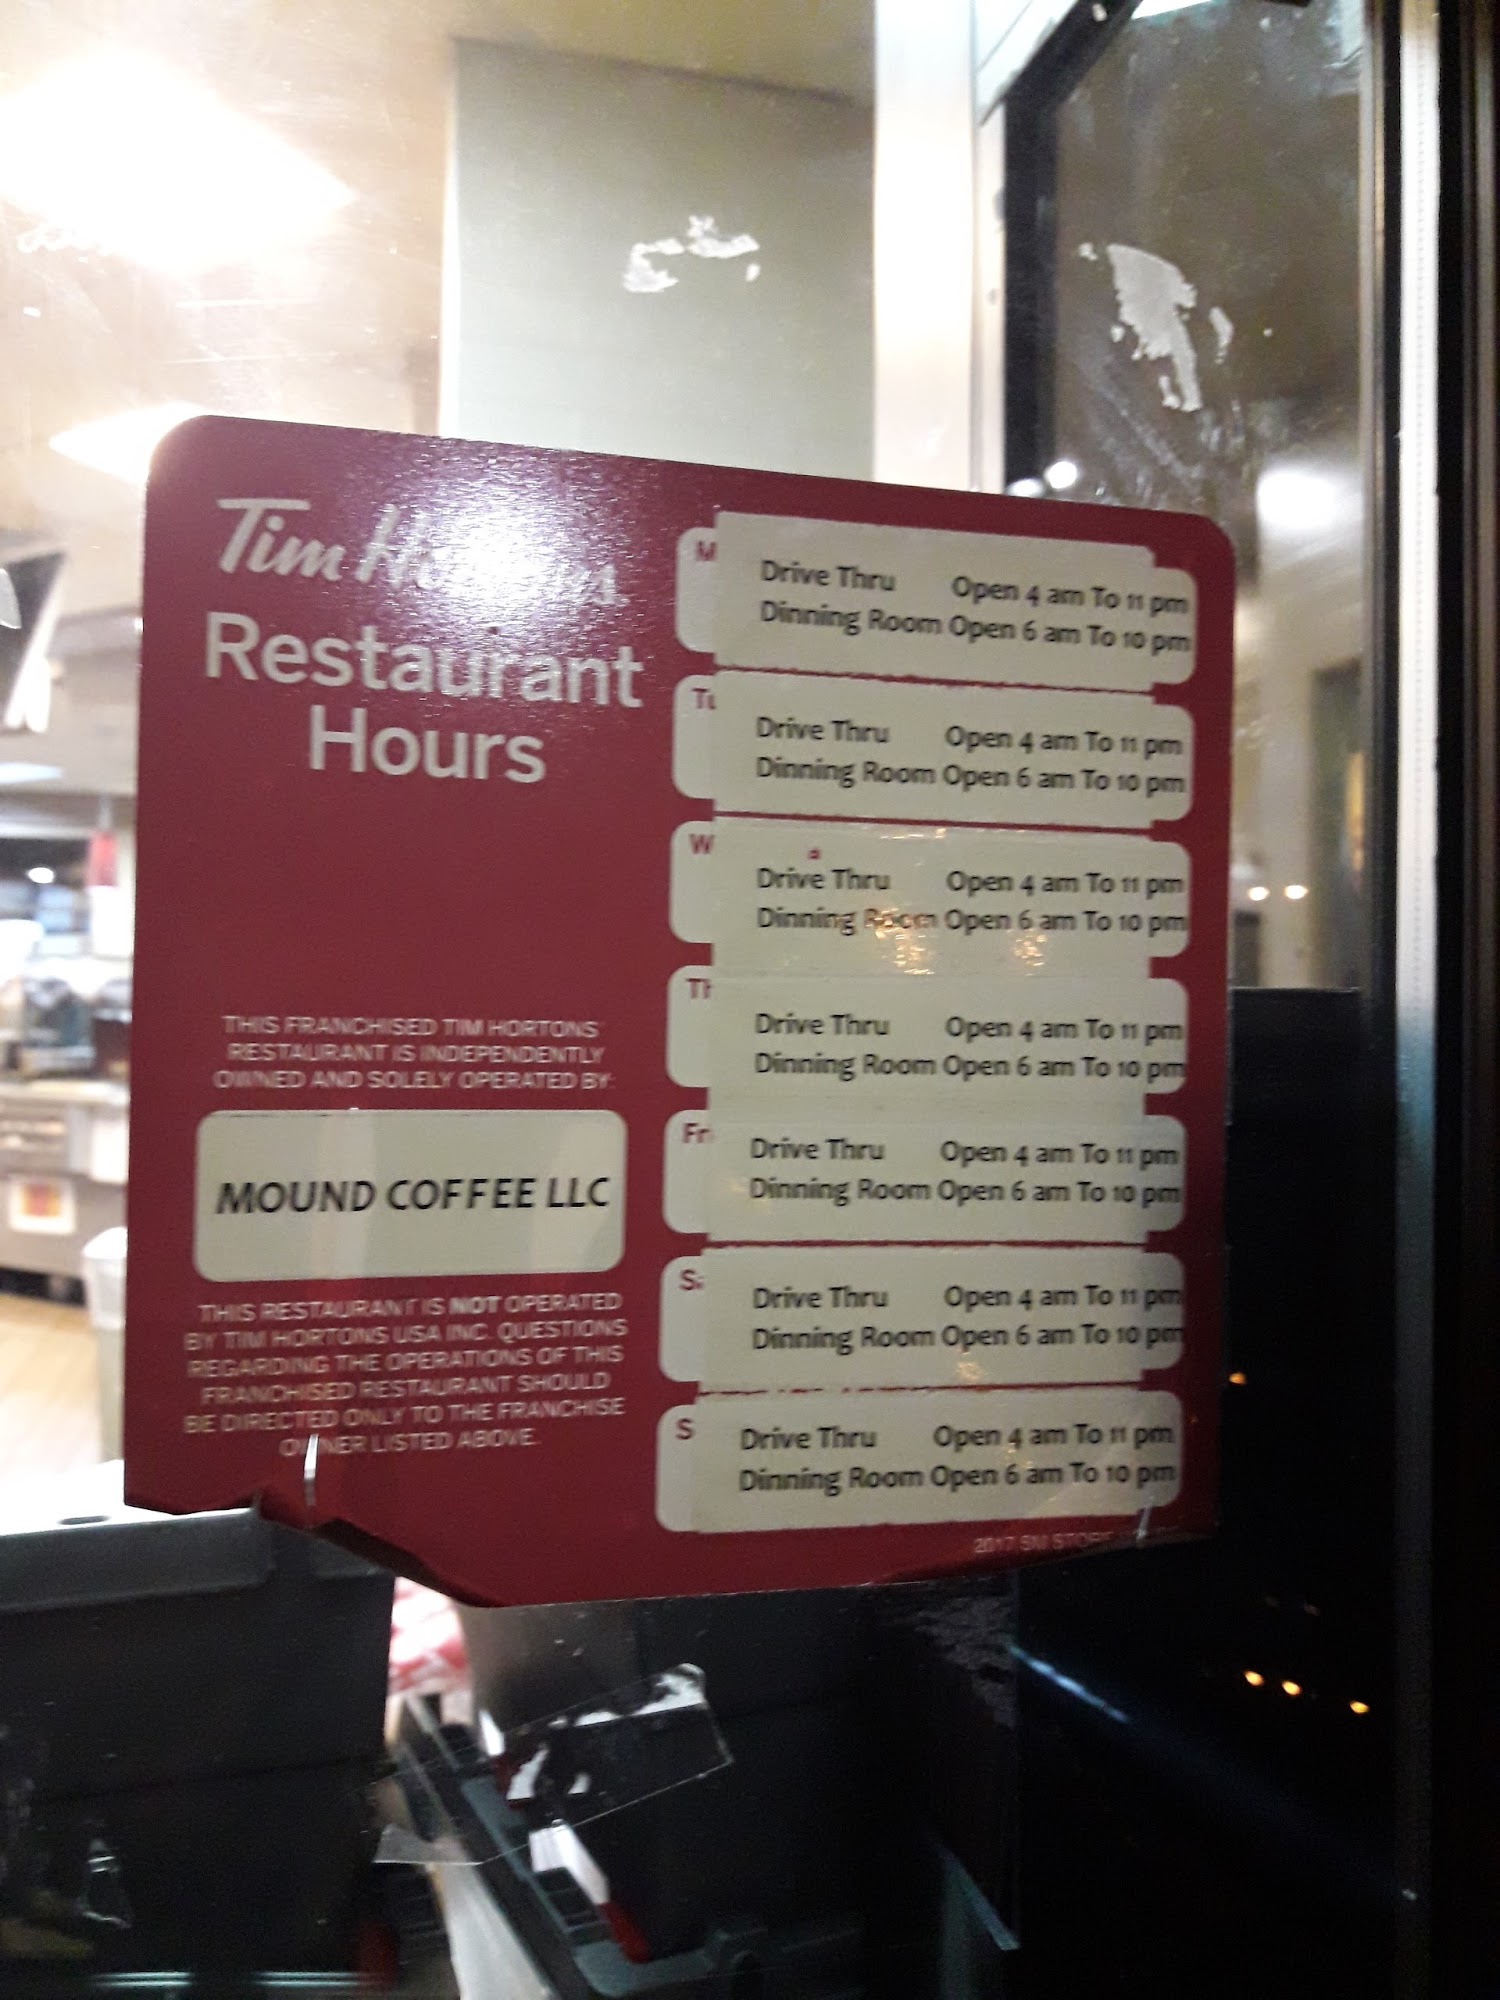 Tim
Restaurant
Hours
THIS FRANCHISED TIM HORTONS
RESTAURANT IS INDEPENDENTLY
OWNED AND SOLELY OPERATED BY:
MOUND COFFEE LLC
THIS RESTAURANT IS NOT OPERATED
BY TIM HORTONS USA INC. QUESTIONS
REGARDING THE OPERATIONS OF THIS
FRANCHISED RESTAURANT SHOULD
BE DIRECTED ONLY TO THE FRANCHISE
OWNER LISTED ABOVE.
M
Drive Thru Open 4 am To 11 pm
Dinning Room Open 6 am To 10 pm
Tu
Drive Thru Open 4 am To 11 pm
Dinning Room Open 6 am To 10 pm
W
Drive Thru Open 4 am To 11 pm
Dinning Room Open 6 am To 10 pm
Th
Drive Thru Open 4 am To 11 pm
Dinning Room Open 6 am To 10 pm
Fr
Drive Thru Open 4 am To 11 pm
Dinning Room Open 6 am To 10 pm
Sa
Drive Thru Open 4 am To 11 pm
Dinning Room Open 6 am To 10 pm
S
Drive Thru Open 4 am To 11 pm
Dinning Room Open 6 am To 10 pm
2017 SM STORE